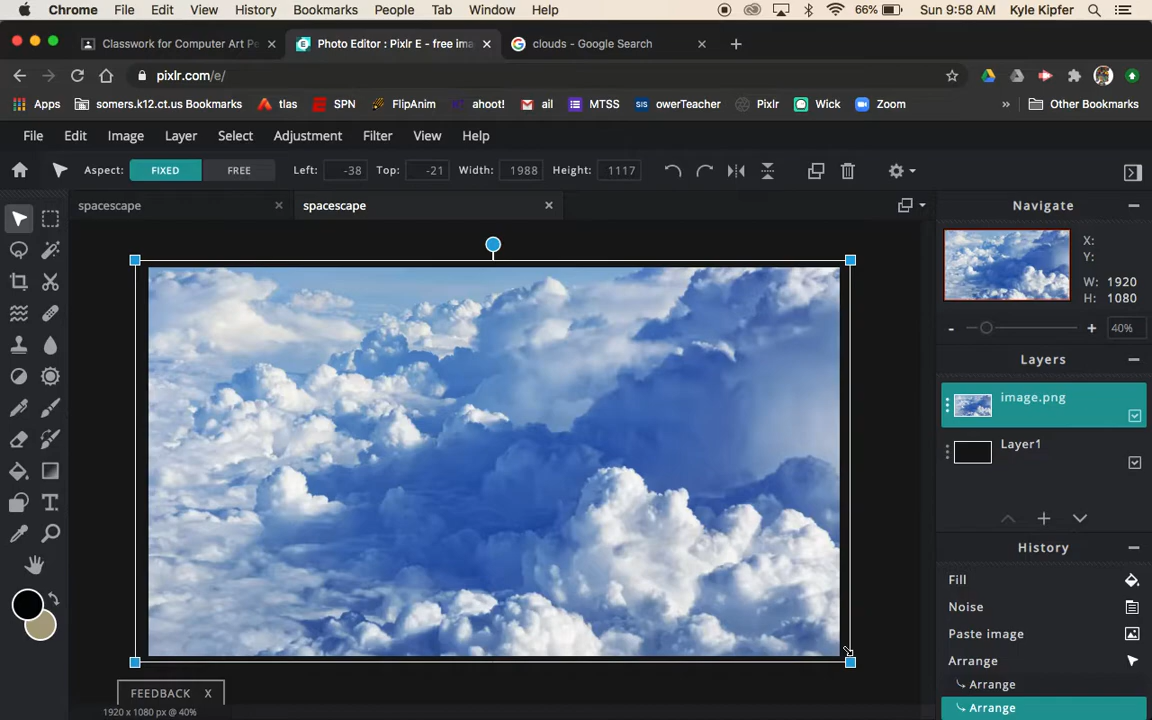 Chrome File Edit View History Bookmarks People Tab Window Help 66% Sun 9:58 AM Kyle Kipfer
Classwork for Computer Art Pe Photo Editor : Pixlr E - free ima clouds - Google Search
pixlr.com/e/
Apps somers.k12.ct.us Bookmarks tlas SPN FlipAnim ahoot! ail MTSS SIS owerTeacher Pixlr Wick Zoom » Other Bookmarks
File Edit Image Layer Select Adjustment Filter View Help
Aspect: FIXED FREE Left: -38 Top: -21 Width: 1988 Height: 1117
spacescape spacescape Navigate
X:
Y:
W: 1920
H: 1080
- + 40%
Layers
image.png
Layer1
History
Fill
Noise
Paste image
Arrange
Arrange
Arrange
FEEDBACK X
1920 x 1080 px @ 40%